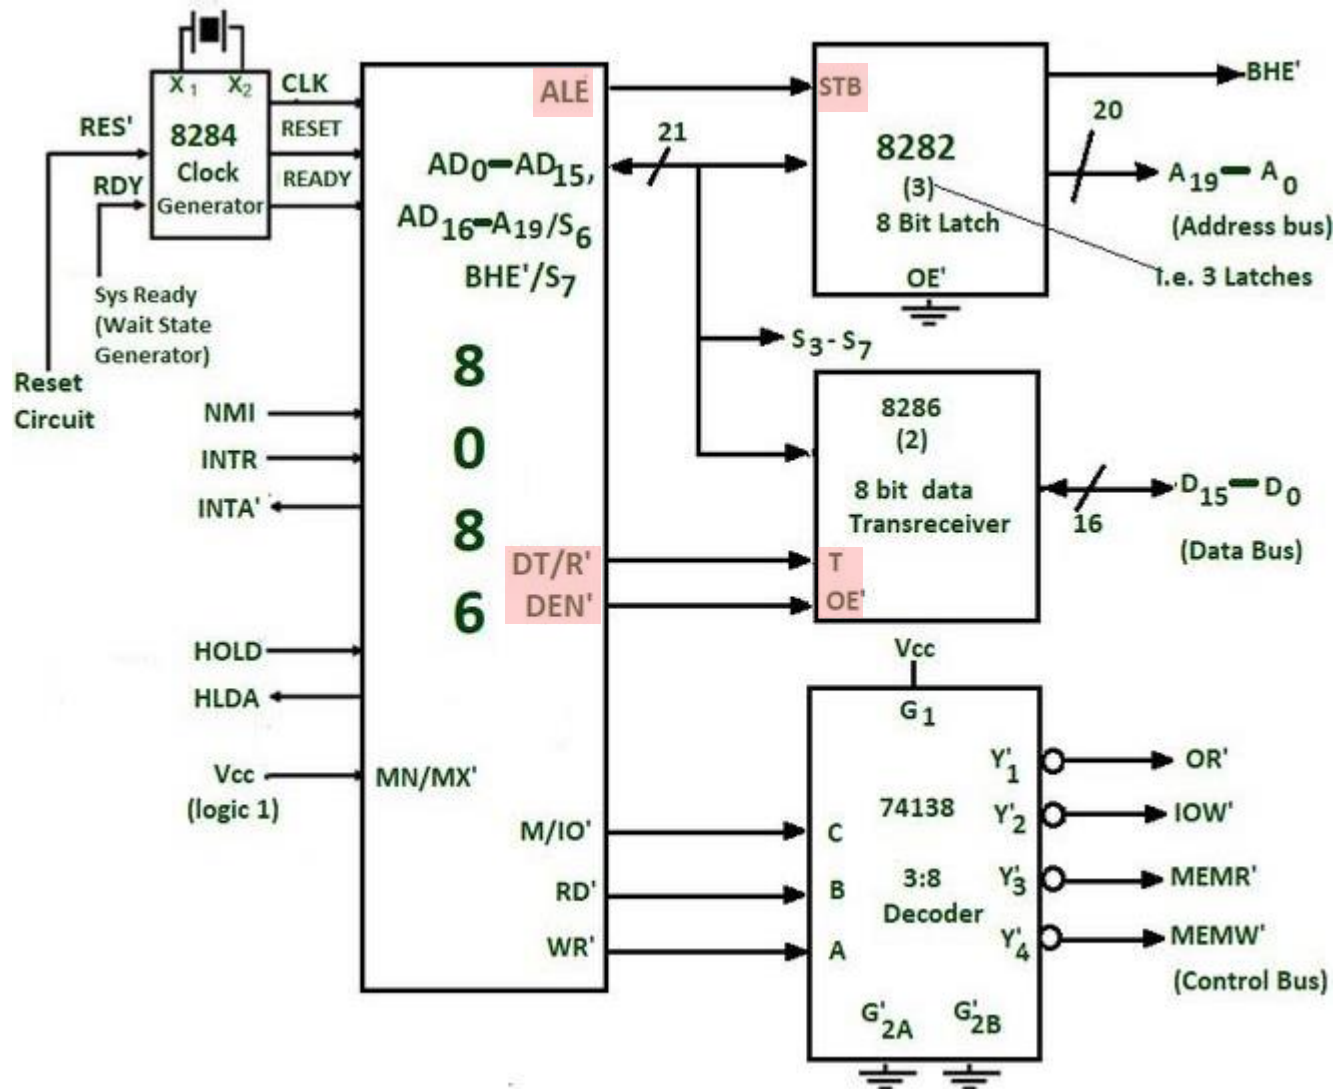 X1 X2
8284
Clock
Generator
CLK
RESET
READY
RES'
RDY
Sys Ready
(Wait State
Generator)
Reset
Circuit
NMI
INTR
INTA'
HOLD
HLDA
Vcc
(logic 1)
ALE
AD0-AD15,
AD16-A19/S6
BHE'/S7
8
0
8
6
DT/R'
DEN'
MN/MX'
M/IO'
RD'
WR'
21
STB
8282
(3)
8 Bit Latch
OE'
BHE'
20
A19-A0
(Address bus)
I.e. 3 Latches
S3-S7
8286
(2)
8 bit data
Transreceiver
T
OE'
16
D15-D0
(Data Bus)
Vcc
G1
C
B
A
74138
3:8
Decoder
Y'1
Y'2
Y'3
Y'4
G'2A G'2B
OR'
IOW'
MEMR'
MEMW'
(Control Bus)